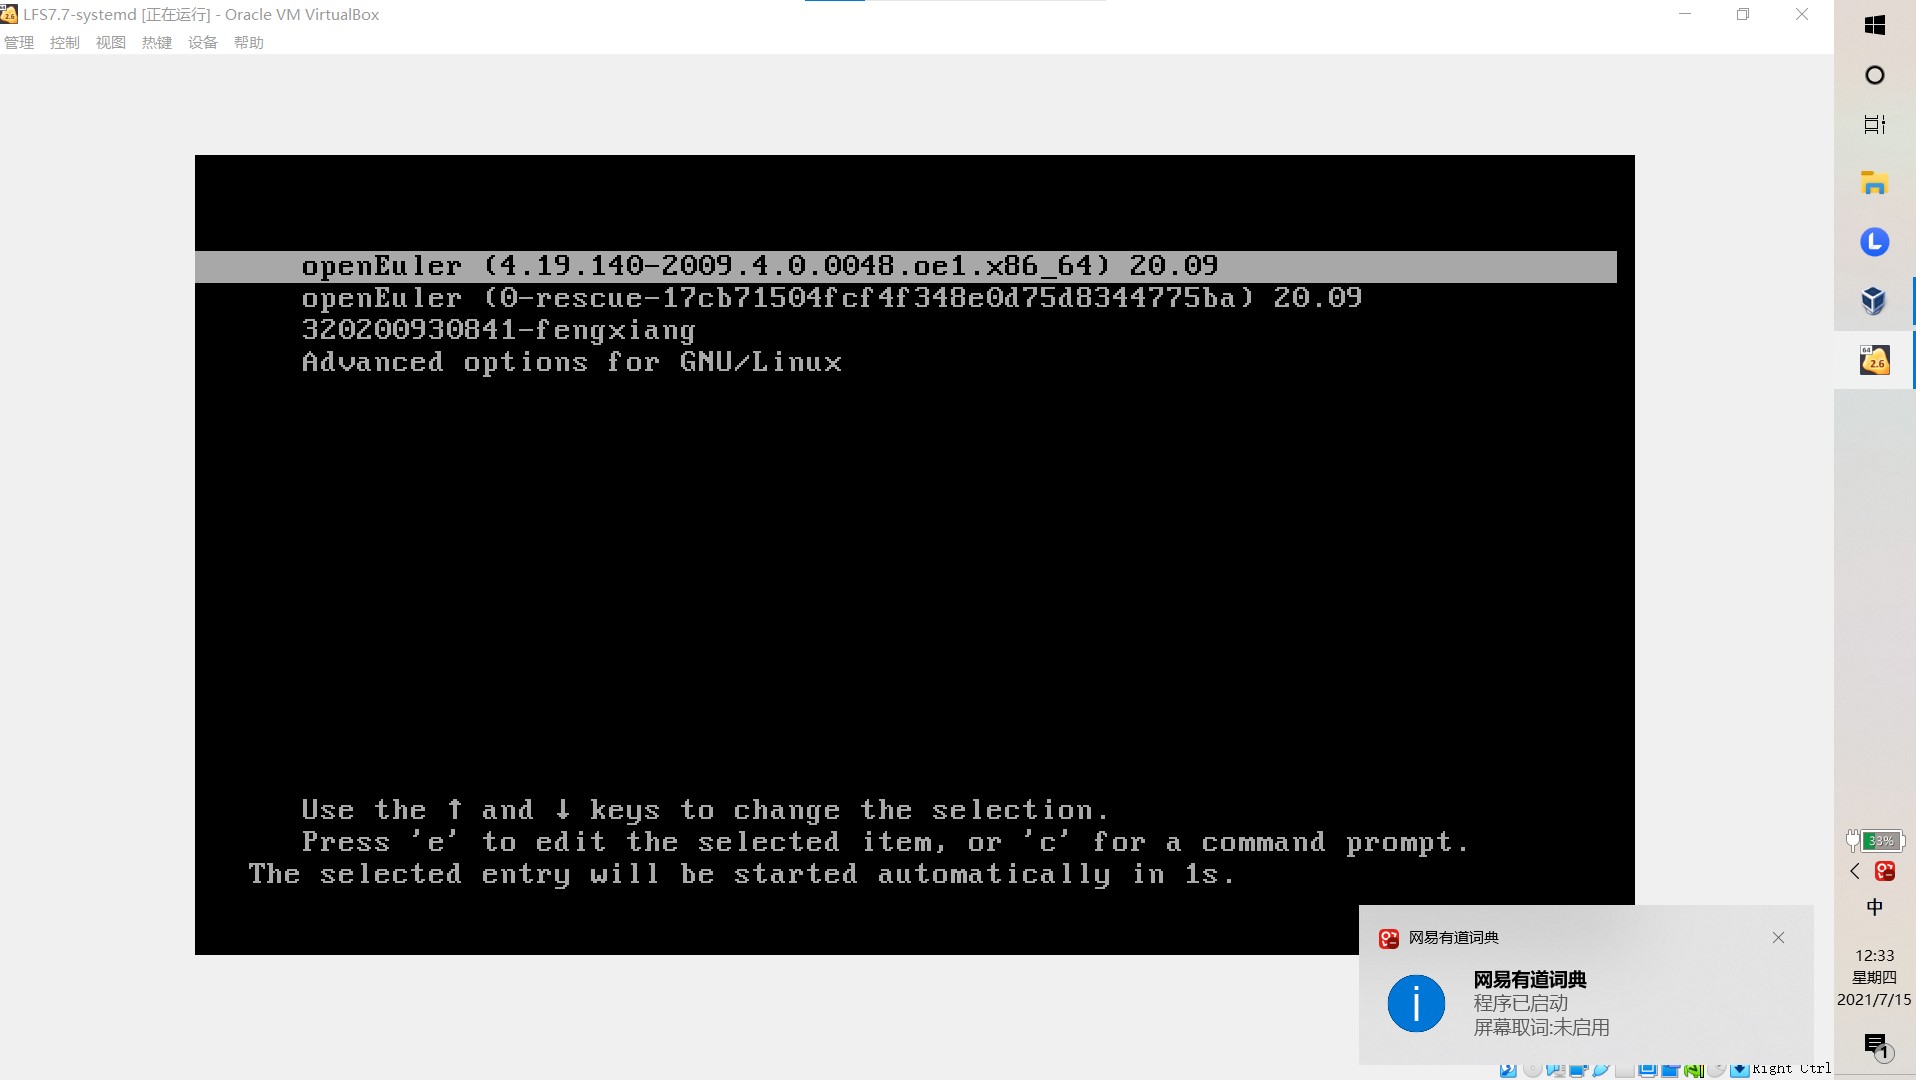 LFS7.7-systemd [正在运行] - Oracle VM VirtualBox
管理 控制 视图 热键 设备 帮助
openEuler (4.19.140-2009.4.0.0048.oe1.x86_64) 20.09
openEuler (0-rescue-17cb71504fcf4f348e0d75d8344775ba) 20.09
320200930841-fengxiang
Advanced options for GNU/Linux
Use the ↑ and ↓ keys to change the selection.
Press 'e' to edit the selected item, or 'c' for a command prompt.
The selected entry will be started automatically in 1s.
网易有道词典
网易有道词典
程序已启动
屏幕取词:未启用
Right Ctrl
64
2.6
33%
中
12:33
星期四
2021/7/15
1